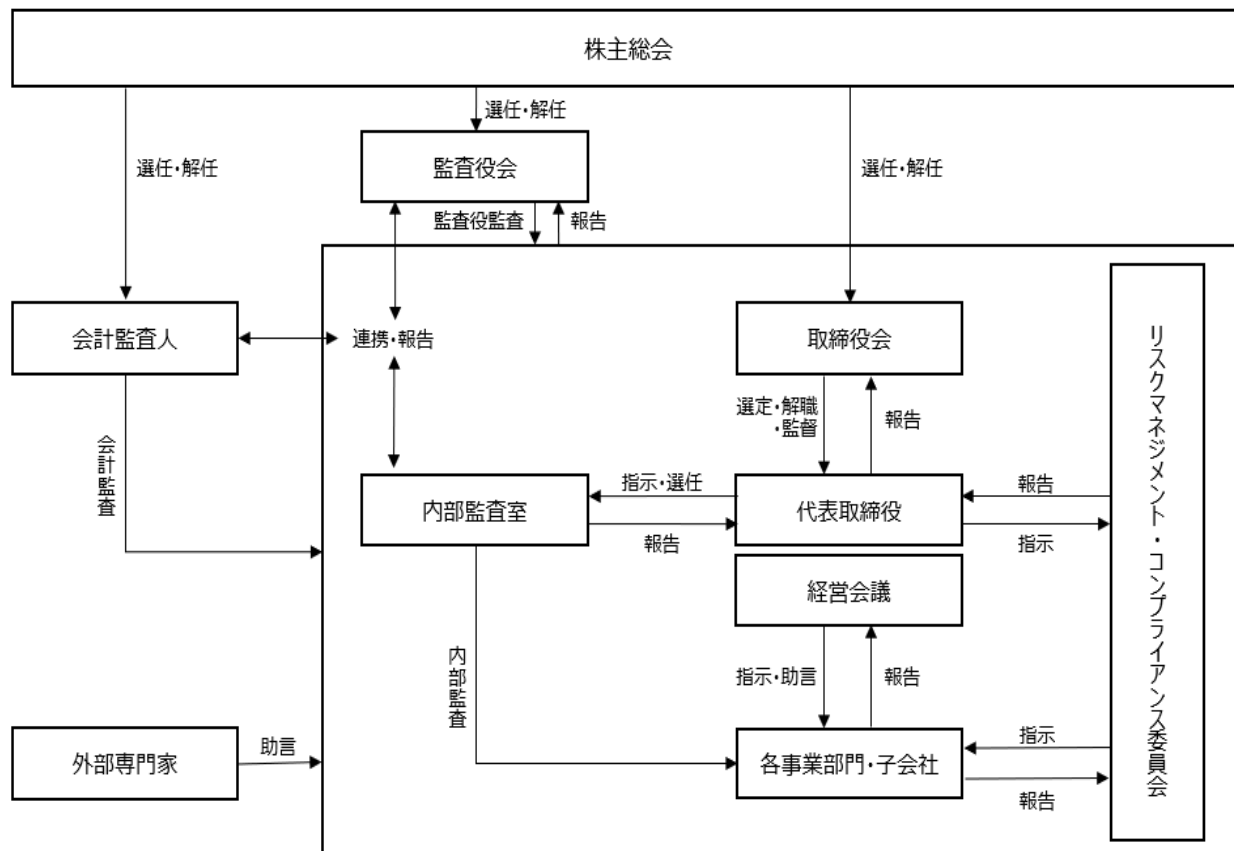 株主総会
選任・解任
選任・解任
選任・解任
監査役会
監査役監査
報告
会計監査人
連携・報告
取締役会
選定・解職
・監督
報告
会計監査
内部監査室
指示・選任
報告
代表取締役
報告
指示
経営会議
内部監査
指示・助言
報告
外部専門家
助言
各事業部門・子会社
指示
報告
リスクマネジメント・コンプライアンス委員会